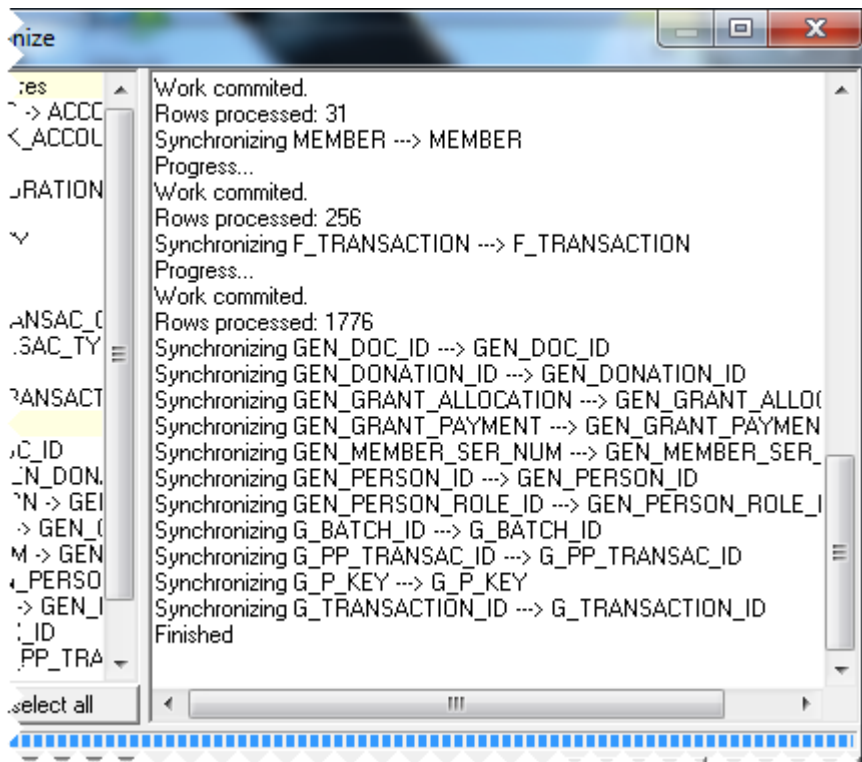 nize
-> ACCC
_ACCOL
Work commited.
Rows processed: 31
Synchronizing MEMBER ---> MEMBER
Progress...
Work commited.
Rows processed: 256
Synchronizing F_TRANSACTION ---> F_TRANSACTION
Progress...
Work commited.
Rows processed: 1776
Synchronizing GEN_DOC_ID ---> GEN_DOC_ID
Synchronizing GEN_DONATION_ID ---> GEN_DONATION_ID
Synchronizing GEN_GRANT_ALLOCATION ---> GEN_GRANT_ALLO(
Synchronizing GEN_GRANT_PAYMENT ---> GEN_GRANT_PAYMEN
Synchronizing GEN_MEMBER_SER_NUM ---> GEN_MEMBER_SER_
Synchronizing GEN_PERSON_ID ---> GEN_PERSON_ID
Synchronizing GEN_PERSON_ROLE_ID ---> GEN_PERSON_ROLE_I
Synchronizing G_BATCH_ID ---> G_BATCH_ID
Synchronizing G_PP_TRANSAC_ID ---> G_PP_TRANSAC_ID
Synchronizing G_P_KEY ---> G_P_KEY
Synchronizing G_TRANSACTION_ID ---> G_TRANSACTION_ID
Finished
select all